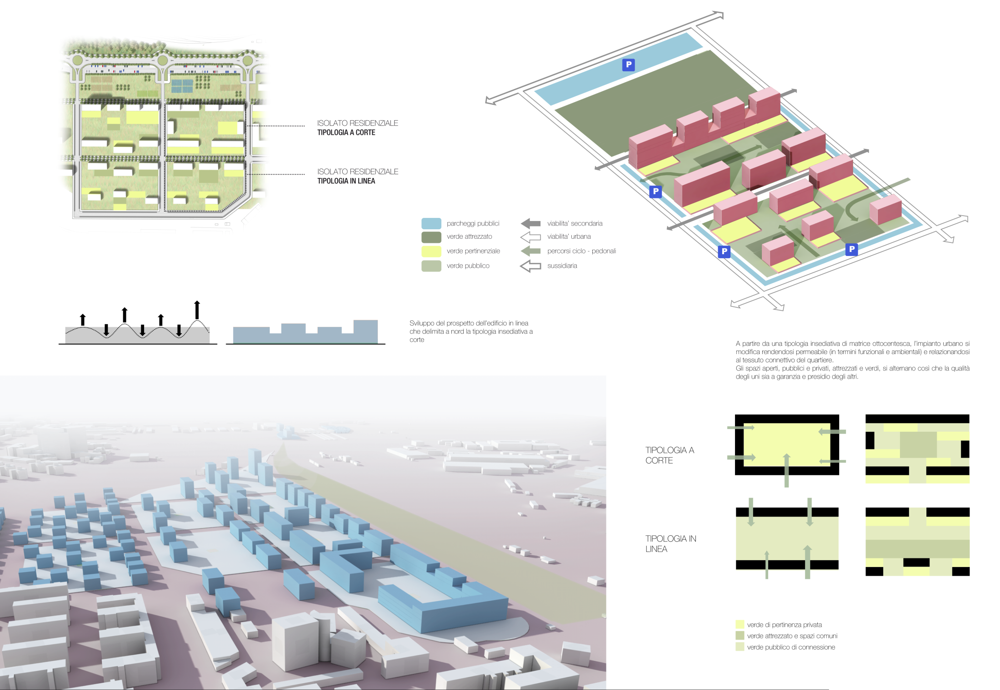 ISOLATO RESIDENZIALE
TIPOLOGIA A CORTE
ISOLATO RESIDENZIALE
TIPOLOGIA IN LINEA
P
P
P
P
parcheggi pubblici
verde attrezzato
verde pertinenziale
verde pubblico
viabilita' secondaria
viabilita' urbana
percorsi ciclo - pedonali
sussidiaria
Sviluppo del prospetto dell'edificio in linea
che delimita a nord la tipologia insediativa a
corte
A partire da una tipologia insediativa di matrice ottocentesca, l'impianto urbano si
modifica rendendosi permeabile (in termini funzionali e ambientali) e relazionandosi
al tessuto connettivo del quartiere.
Gli spazi aperti, pubblici e privati, attrezzati e verdi, si alternano così che la qualità
degli uni sia a garanzia e presidio degli altri.
TIPOLOGIA A
CORTE
TIPOLOGIA IN
LINEA
verde di pertinenza privata
verde attrezzato e spazi comuni
verde pubblico di connessione